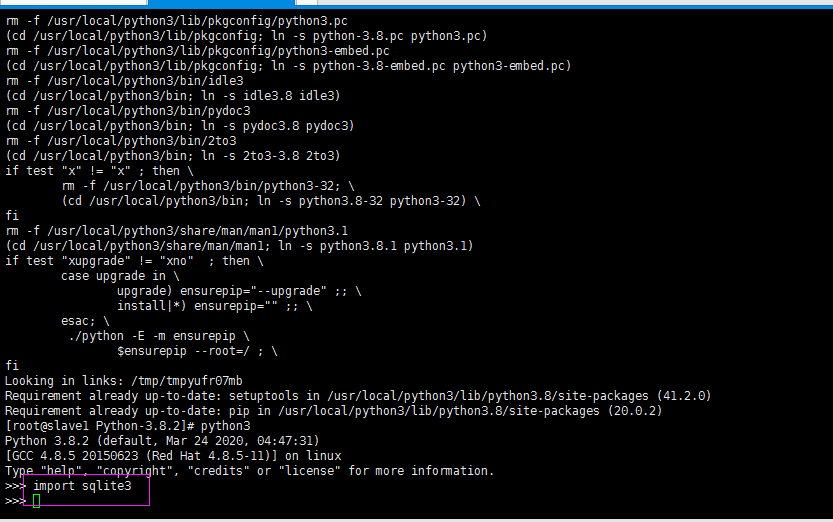 rm -f /usr/local/python3/lib/pkgconfig/python3.pc
(cd /usr/local/python3/lib/pkgconfig; ln -s python-3.8.pc python3.pc)
rm -f /usr/local/python3/lib/pkgconfig/python3-embed.pc
(cd /usr/local/python3/lib/pkgconfig; ln -s python-3.8-embed.pc python3-embed.pc)
rm -f /usr/local/python3/bin/idle3
(cd /usr/local/python3/bin; ln -s idle3.8 idle3)
rm -f /usr/local/python3/bin/pydoc3
(cd /usr/local/python3/bin; ln -s pydoc3.8 pydoc3)
rm -f /usr/local/python3/bin/2to3
(cd /usr/local/python3/bin; ln -s 2to3-3.8 2to3)
if test "x" != "x" ; then \
        rm -f /usr/local/python3/bin/python3-32; \
        (cd /usr/local/python3/bin; ln -s python3.8-32 python3-32) \
fi
rm -f /usr/local/python3/share/man/man1/python3.1
(cd /usr/local/python3/share/man/man1; ln -s python3.8.1 python3.1)
if test "xupgrade" != "xno"  ; then \
        case upgrade in \
                upgrade) ensurepip="--upgrade" ;; \
                install|*) ensurepip="" ;; \
        esac; \
         ./python -E -m ensurepip \
                $ensurepip --root=/ ; \
fi
Looking in links: /tmp/tmpyufr07mb
Requirement already up-to-date: setuptools in /usr/local/python3/lib/python3.8/site-packages (41.2.0)
Requirement already up-to-date: pip in /usr/local/python3/lib/python3.8/site-packages (20.0.2)
[root@slave1 Python-3.8.2]# python3
Python 3.8.2 (default, Mar 24 2020, 04:47:31)
[GCC 4.8.5 20150623 (Red Hat 4.8.5-11)] on linux
Type "help", "copyright", "credits" or "license" for more information.
>>> import sqlite3
>>>